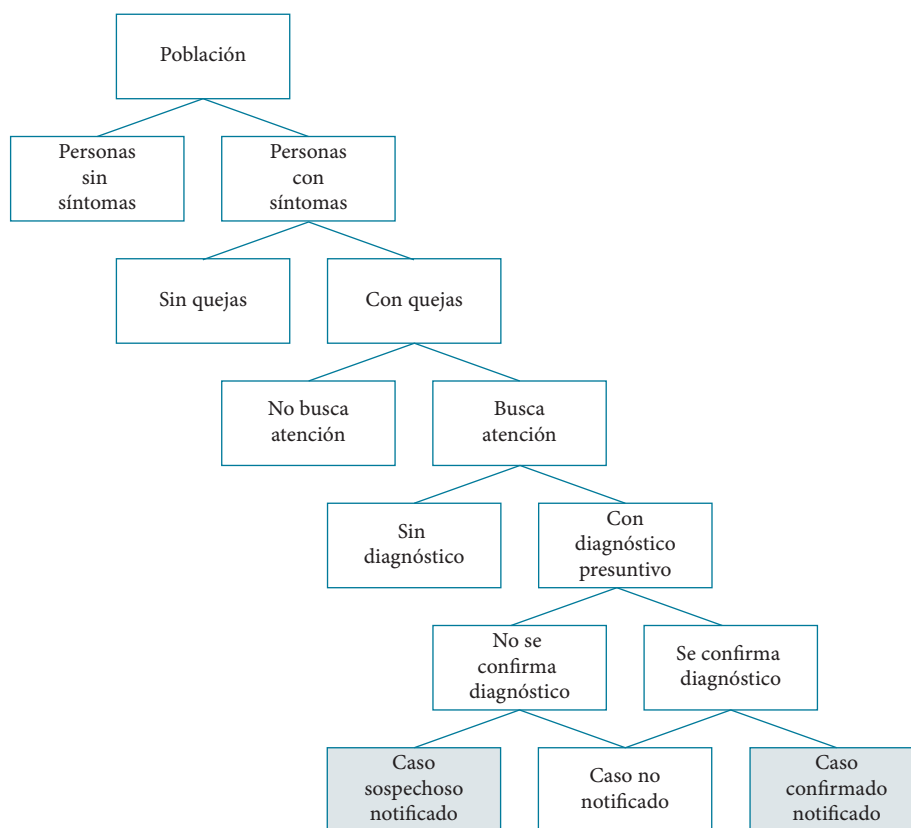 Población
Personas
sin
síntomas
Personas
con
síntomas
Sin quejas
Con quejas
No busca
atención
Busca
atención
Sin
diagnóstico
Con
diagnóstico
presuntivo
No se
confirma
diagnóstico
Se confirma
diagnóstico
Caso
sospechoso
notificado
Caso no
notificado
Caso
confirmado
notificado